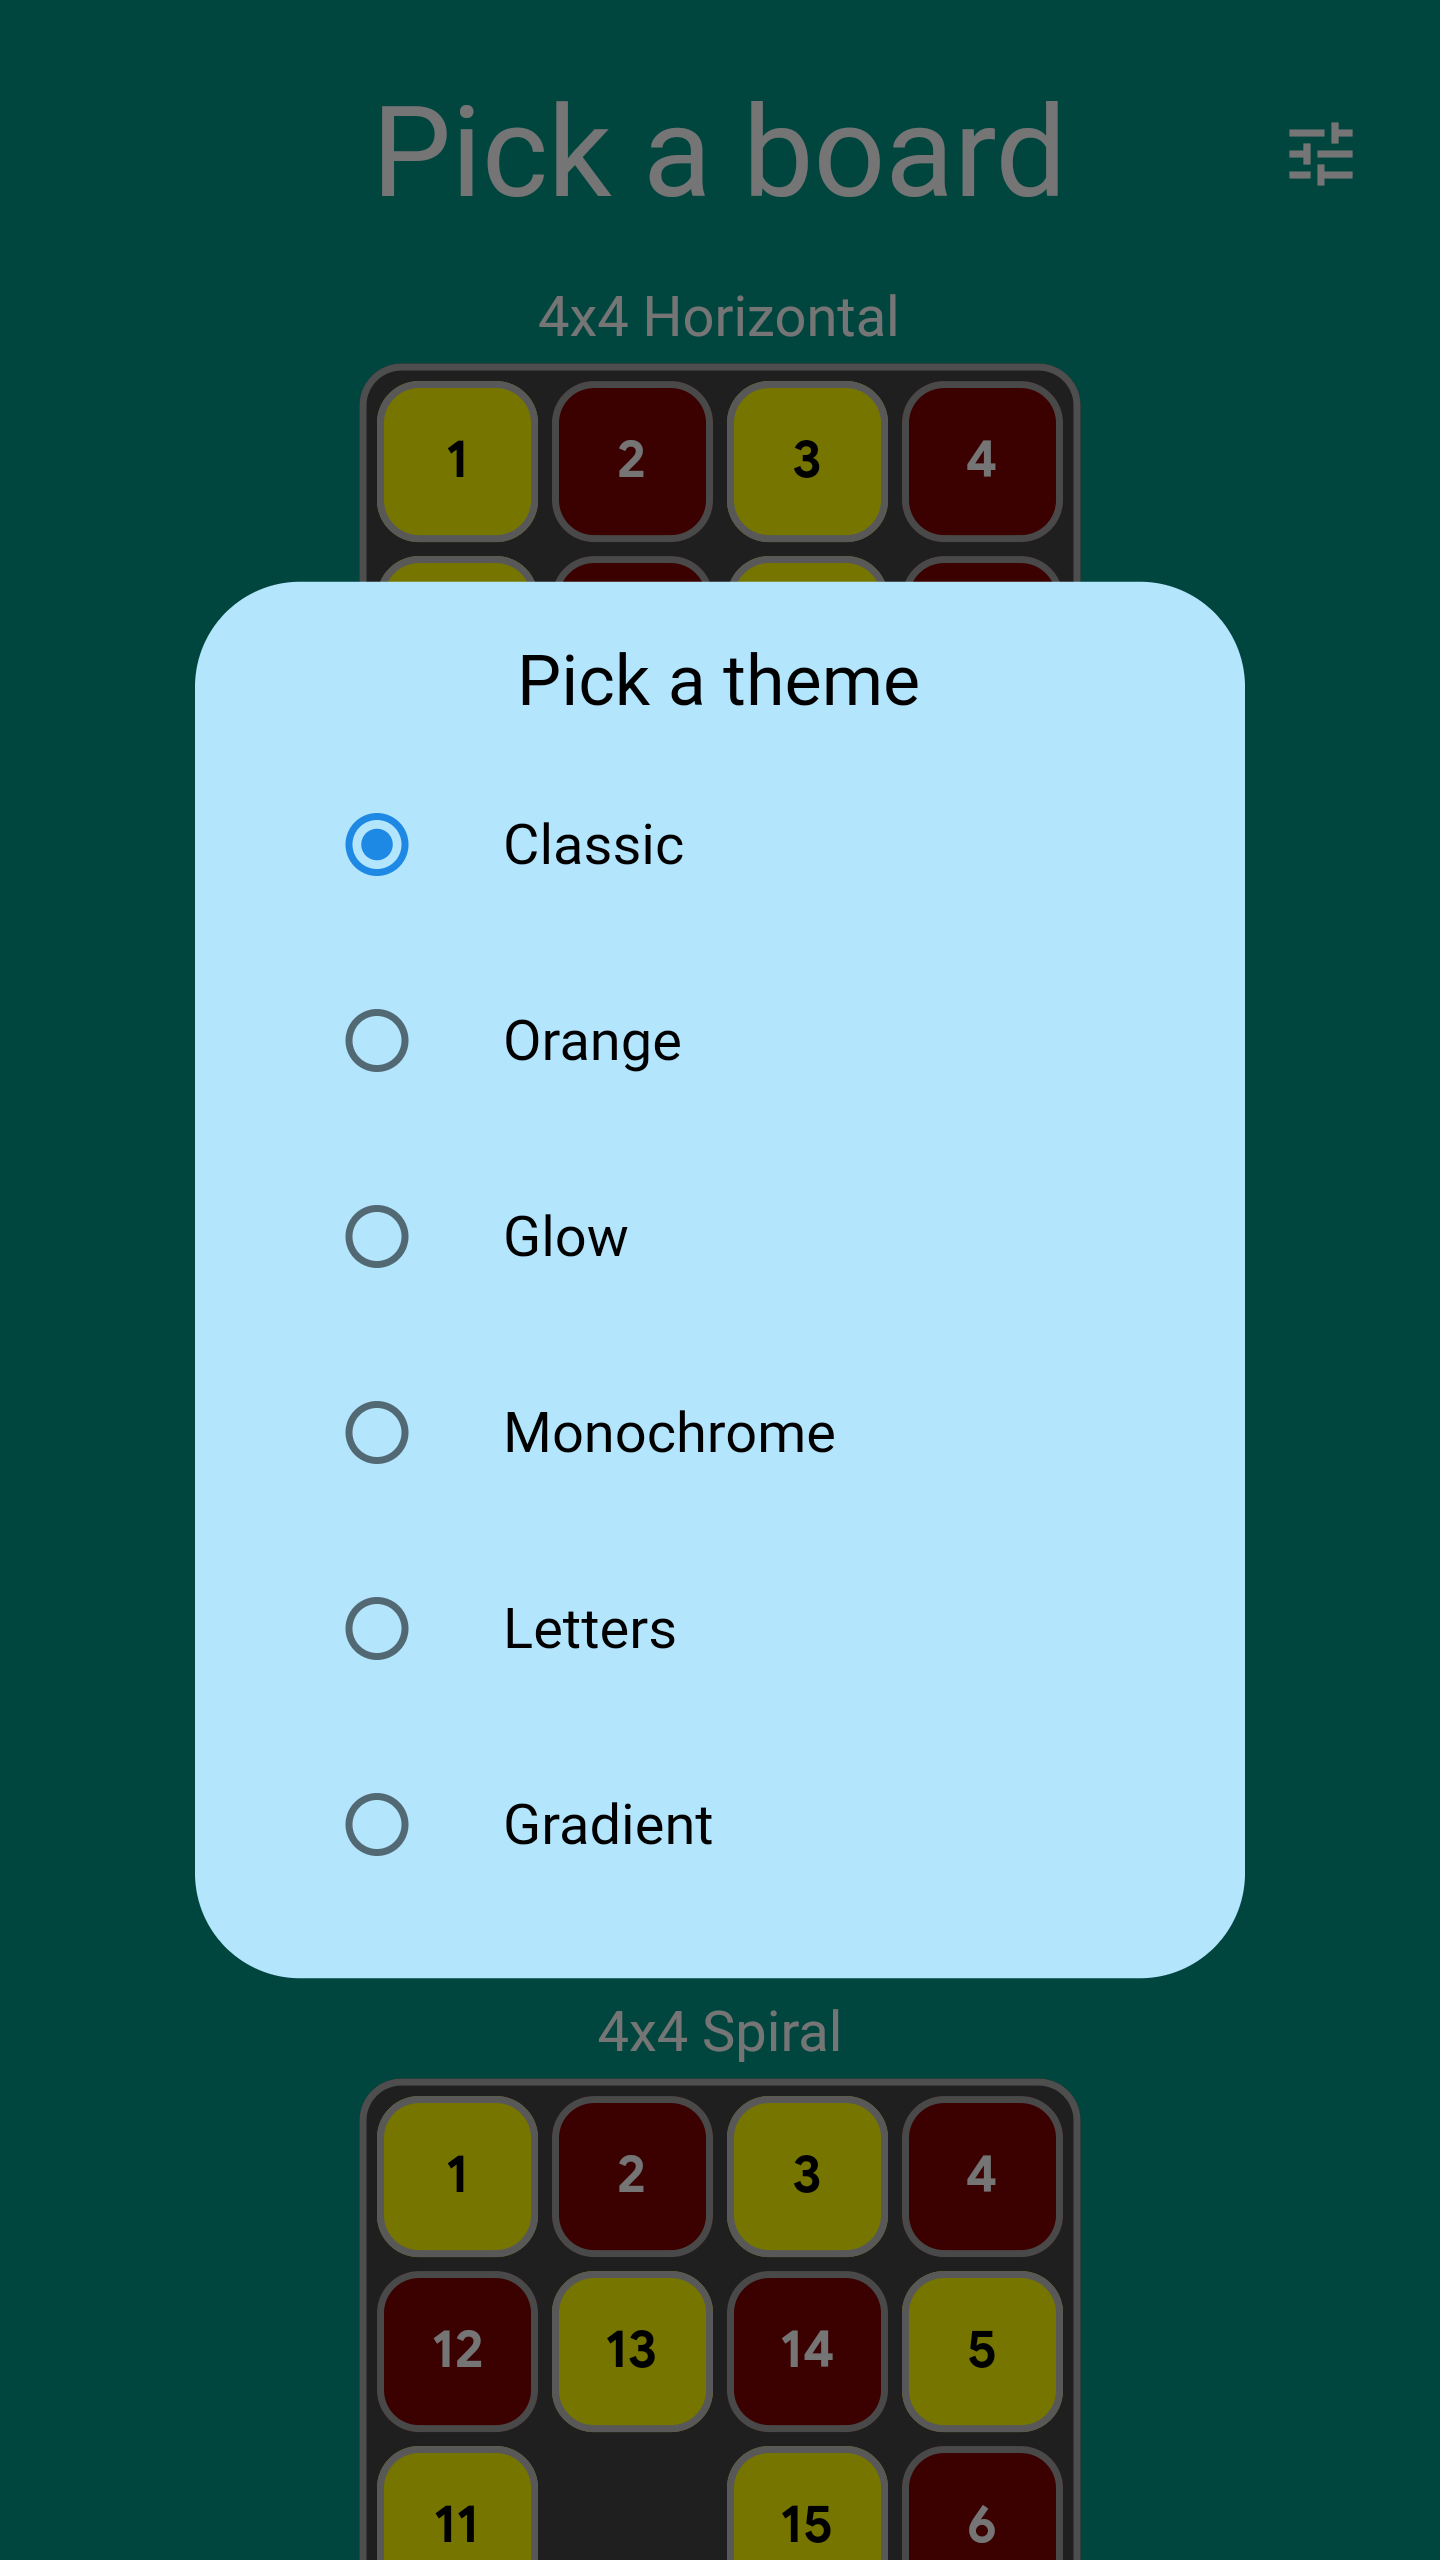 Pick a board
4x4 Horizontal
1 2 3 4
Pick a theme
Classic
Orange
Glow
Monochrome
Letters
Gradient
4x4 Spiral
1 2 3 4
12 13 14 5
11 15 6